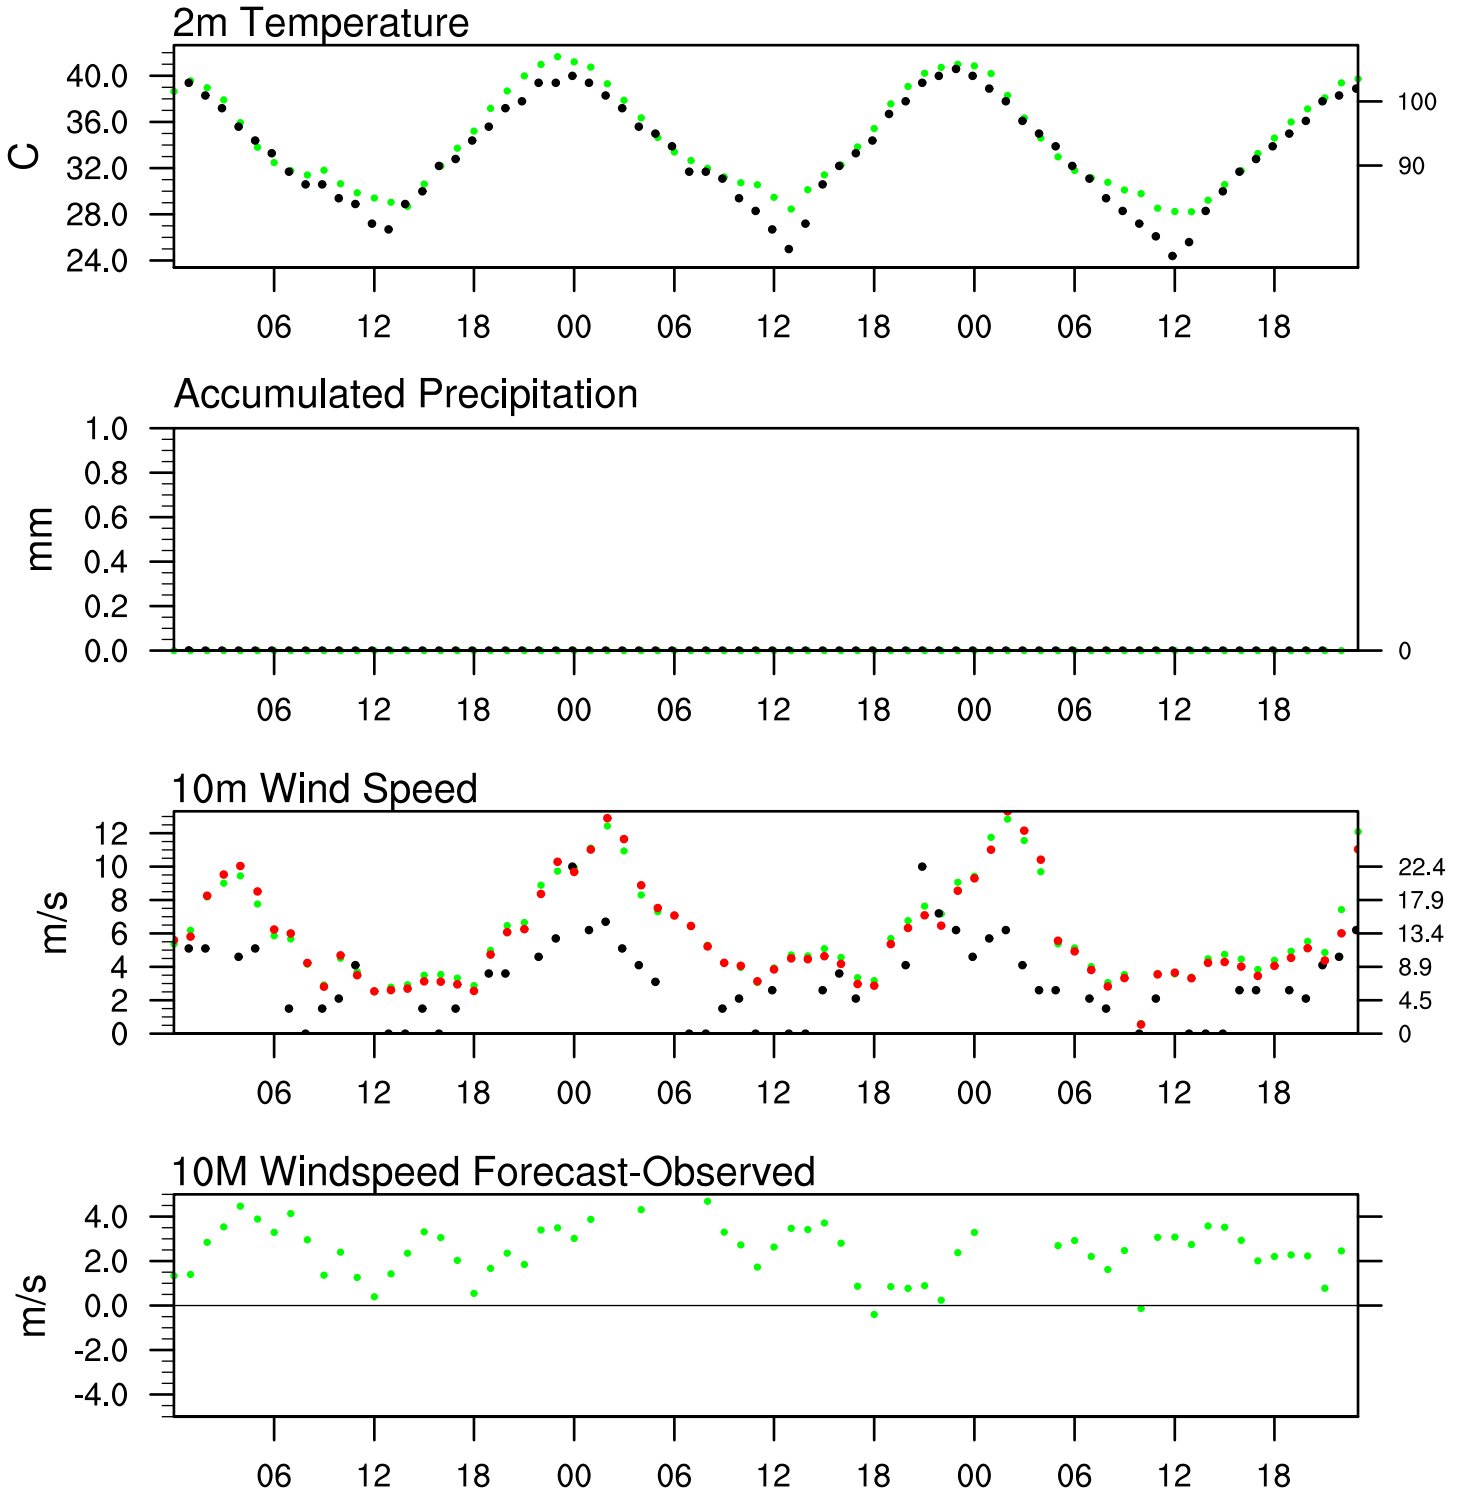 2m Temperature
40.0
36.0
32.0
28.0
24.0
C
100
90
06 12 18 00 06 12 18 00 06 12 18
Accumulated Precipitation
1.0
0.8
0.6
0.4
0.2
0.0
mm
0
06 12 18 00 06 12 18 00 06 12 18
10m Wind Speed
12
10
8
6
4
2
0
m/s
22.4
17.9
13.4
8.9
4.5
0
06 12 18 00 06 12 18 00 06 12 18
10M Windspeed Forecast-Observed
4.0
2.0
0.0
-2.0
-4.0
m/s
06 12 18 00 06 12 18 00 06 12 18